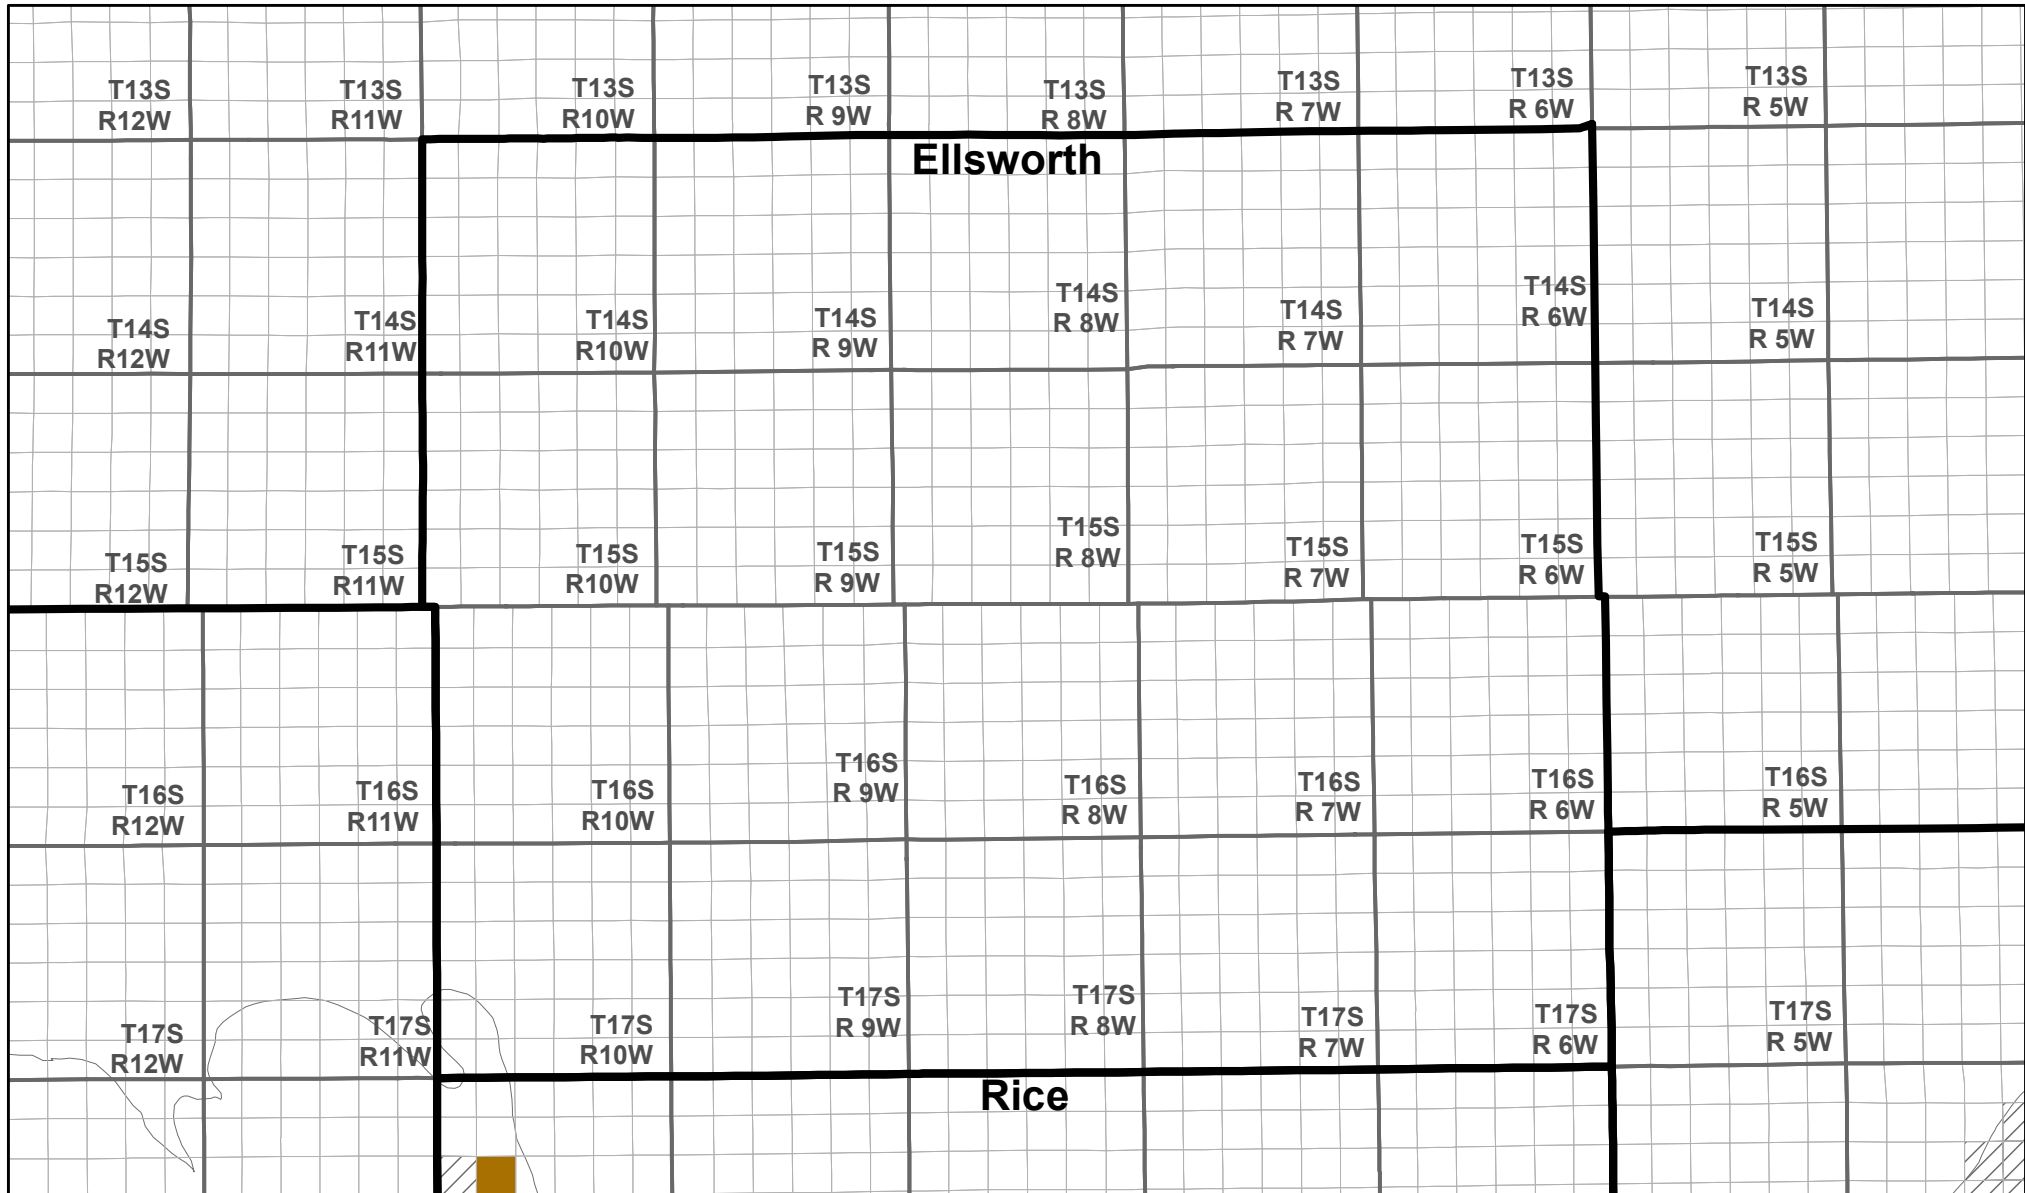 T13S
R12W
T13S
R11W
T13S
R10W
T13S
R 9W
T13S
R 8W
T13S
R 7W
T13S
R 6W
T13S
R 5W
Ellsworth
T14S
R12W
T14S
R11W
T14S
R10W
T14S
R 9W
T14S
R 8W
T14S
R 7W
T14S
R 6W
T14S
R 5W
T15S
R12W
T15S
R11W
T15S
R10W
T15S
R 9W
T15S
R 8W
T15S
R 7W
T15S
R 6W
T15S
R 5W
T16S
R12W
T16S
R11W
T16S
R10W
T16S
R 9W
T16S
R 8W
T16S
R 7W
T16S
R 6W
T16S
R 5W
T17S
R12W
T17S
R11W
T17S
R10W
T17S
R 9W
T17S
R 8W
T17S
R 7W
T17S
R 6W
T17S
R 5W
Rice